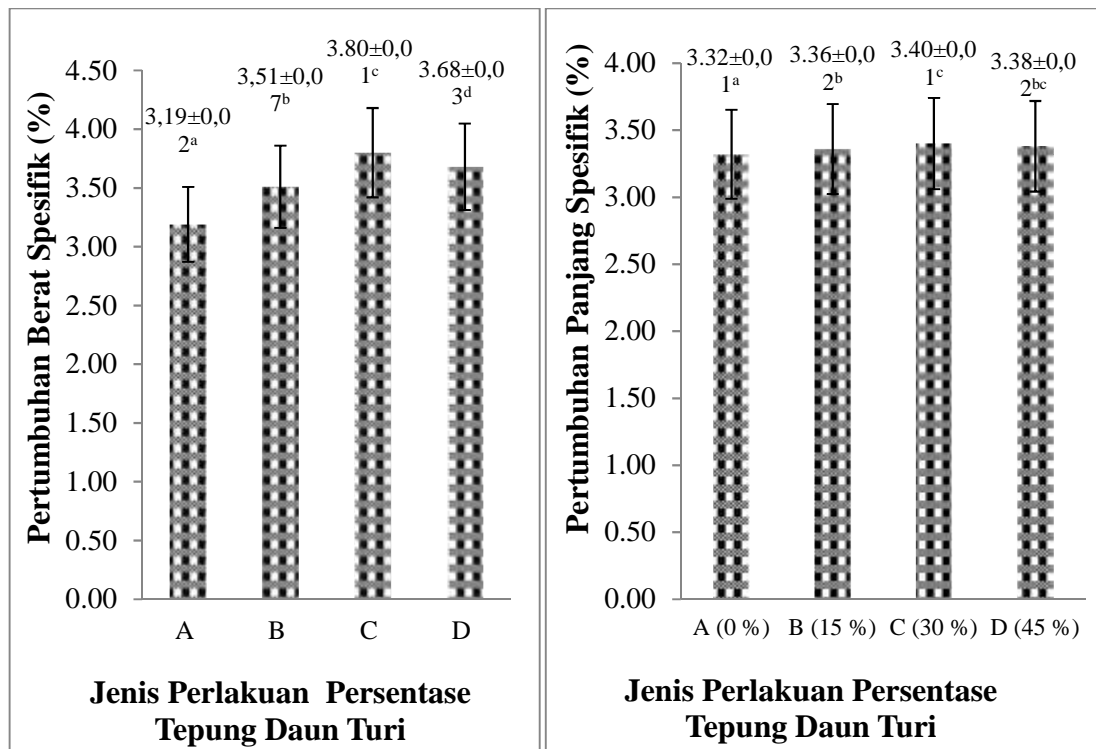 Pertumbuhan Berat Spesifik (%)
4.50
4.00
3.50
3.00
2.50
2.00
1.50
1.00
0.50
0.00
3,19±0,0
2ᵃ
3,51±0,0
7ᵇ
3.80±0,0
1ᶜ
3.68±0,0
3ᵈ
A B C D
Jenis Perlakuan Persentase
Tepung Daun Turi
Pertumbuhan Panjang Spesifik (%)
4.00
3.50
3.00
2.50
2.00
1.50
1.00
0.50
0.00
3.32±0,0
1ᵃ
3.36±0,0
2ᵇ
3.40±0,0
1ᶜ
3.38±0,0
2ᵇᶜ
A (0 %) B (15 %) C (30 %) D (45 %)
Jenis Perlakuan Persentase
Tepung Daun Turi